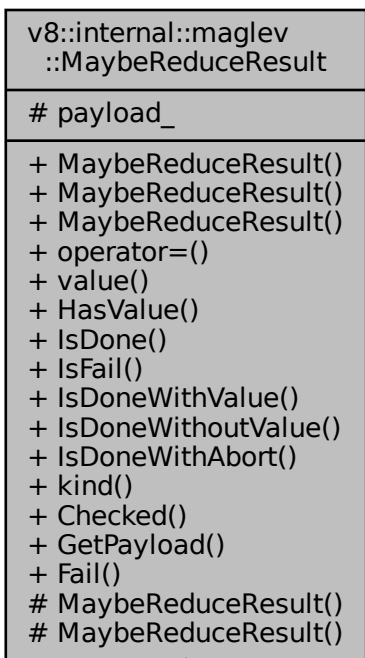 v8::internal::maglev
::MaybeReduceResult
# payload_
+ MaybeReduceResult()
+ MaybeReduceResult()
+ MaybeReduceResult()
+ operator=()
+ value()
+ HasValue()
+ IsDone()
+ IsFail()
+ IsDoneWithValue()
+ IsDoneWithoutValue()
+ IsDoneWithAbort()
+ kind()
+ Checked()
+ GetPayload()
+ Fail()
# MaybeReduceResult()
# MaybeReduceResult()